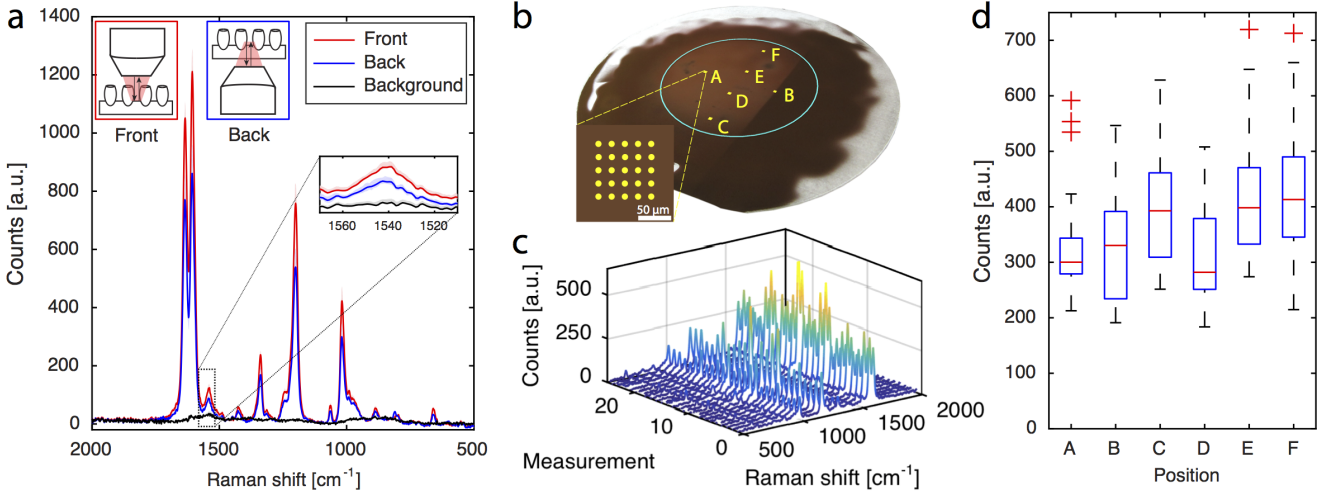 a
1400
1200
1000
800
600
400
200
0
Counts [a.u.]
2000
1500
1000
500
Raman shift [cm-1]
Front
Back
Front
Back
Background
1560
1540
1520
b
A
B
C
D
E
F
50 μm
c
500
250
0
Counts [a.u.]
20
10
0
Measurement
500
1000
1500
2000
Raman shift [cm-1]
d
700
600
500
400
300
200
100
0
Counts [a.u.]
A B C D E F
Position